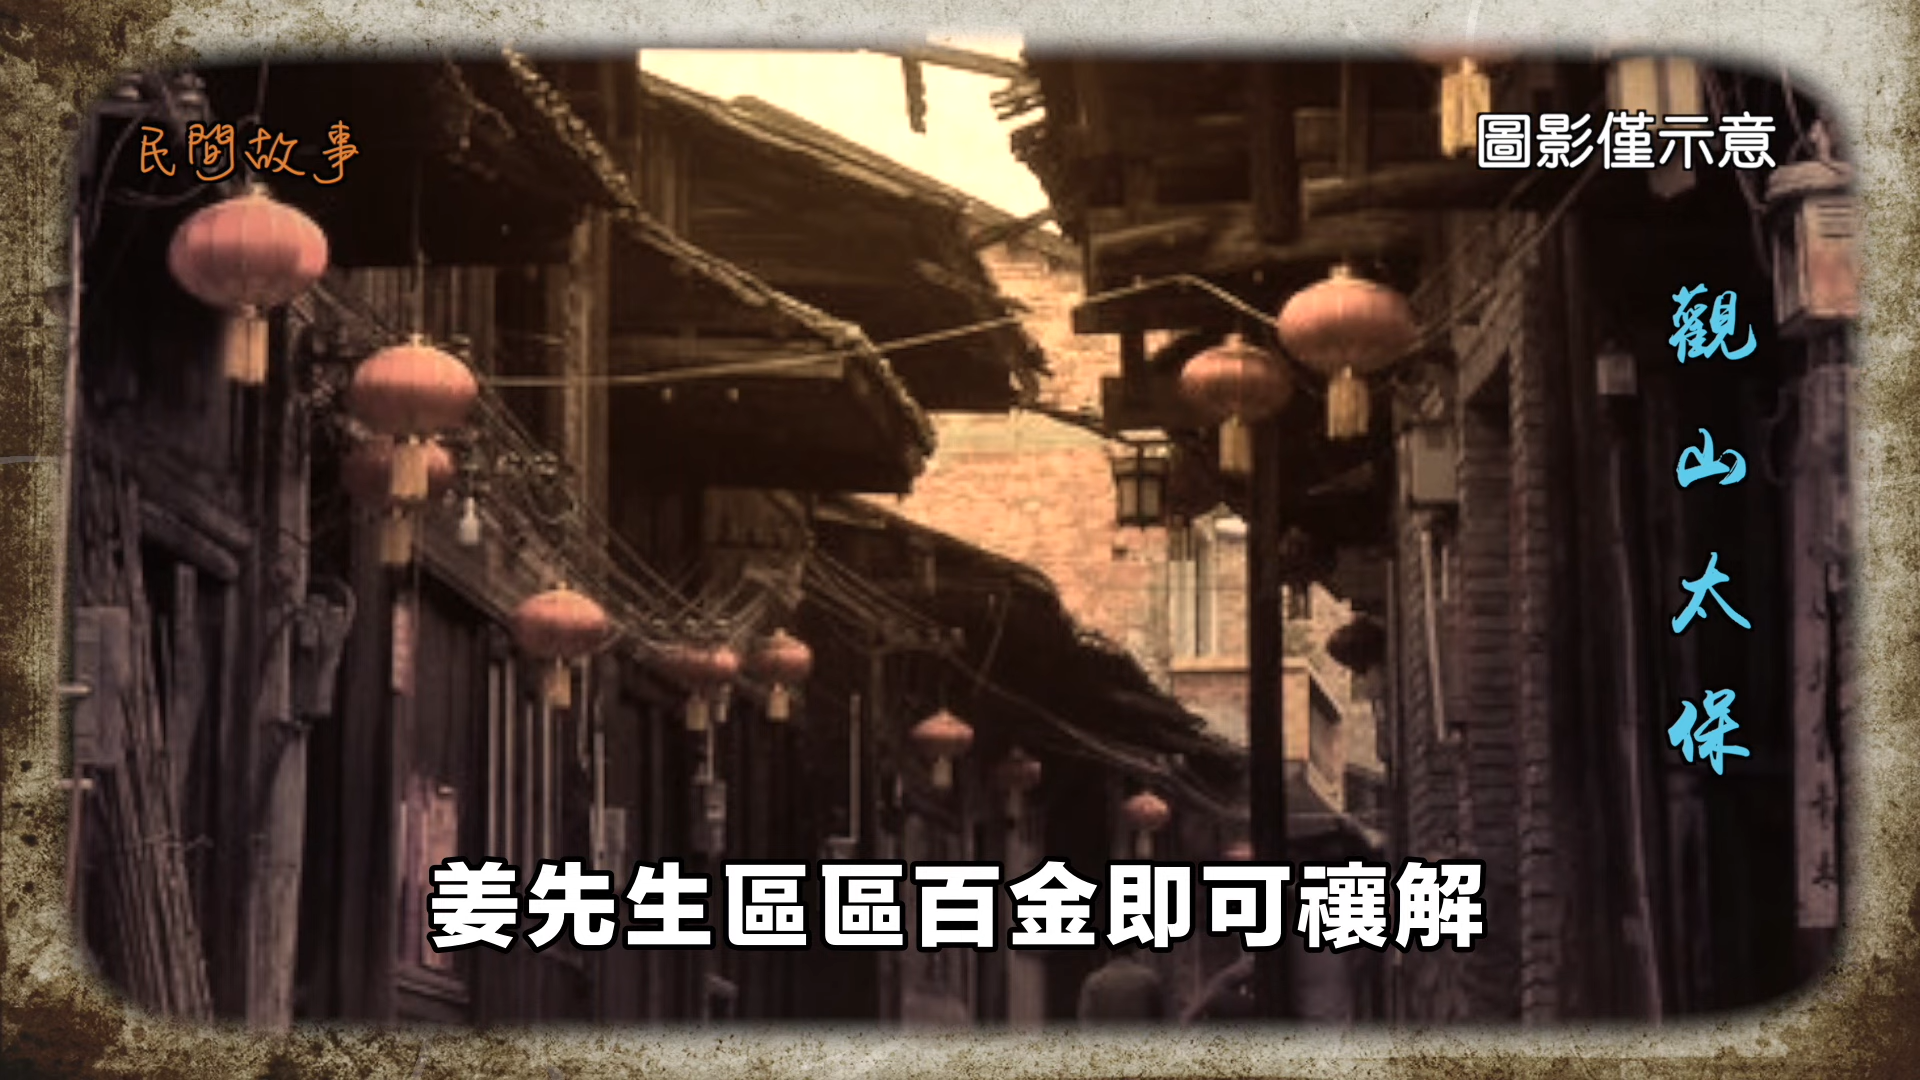 民間故事
圖影僅示意
觀山太保
姜先生區區百金即可禳解